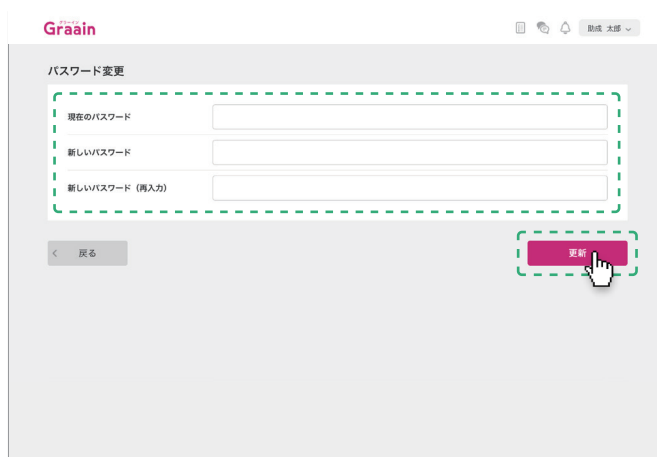 グラーイン
Graain
助成 太郎
パスワード変更
現在のパスワード
新しいパスワード
新しいパスワード（再入力）
戻る
更新